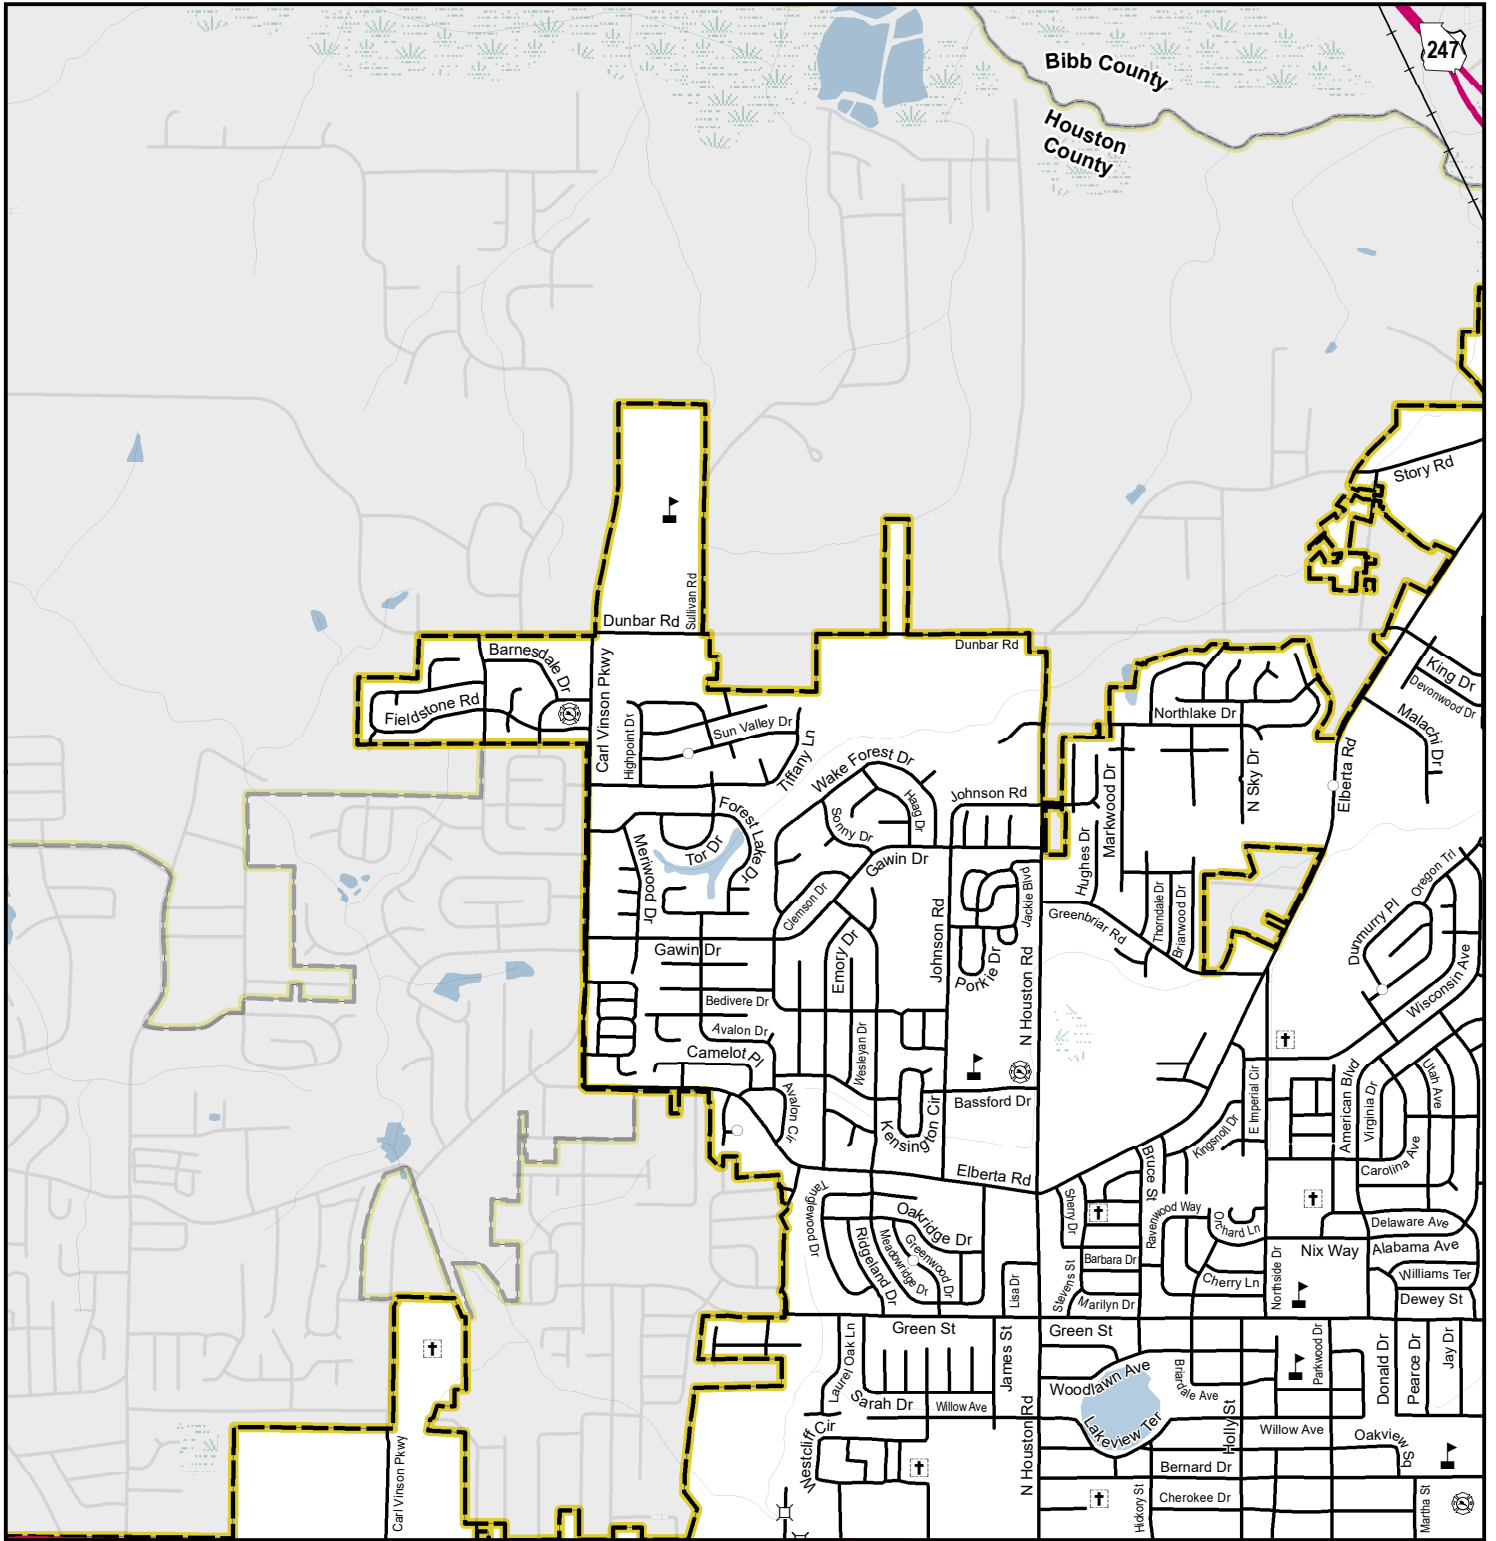 247
Bibb County
Houston
County
Story Rd
Sullivan Rd
Dunbar Rd
Dunbar Rd
Barnesdale Dr
Fieldstone Rd
Carl Vinson Pkwy
Highpoint Dr
Sun Valley Dr
Tiffany Ln
King Dr
Devonwood Dr
Malachi Dr
Northlake Dr
N Sky Dr
Elberta Rd
Wake Forest Dr
Haag Dr
Sonny Dr
Johnson Rd
Markwood Dr
Hughes Dr
Forest Lake Dr
Tor Dr
Meriwood Dr
Gawin Dr
Clemson Dr
Jackie Blvd
Greenbriar Rd
Thorndale Dr
Briarwood Dr
Oregon Trl
Dunmurry Pl
Wisconsin Ave
Gawin Dr
Emory Dr
Johnson Rd
Porkie Dr
N Houston Rd
Bedivere Dr
Avalon Dr
Camelot Pl
Wesleyan Dr
Avalon Cir
Kensington Cir
Bassford Dr
E Imperial Cir
Kingsnoll Dr
American Blvd
Virginia Dr
Utah Ave
Carolina Ave
Elberta Rd
Bruce St
Sherry Dr
Ravenwood Way
Orchard Ln
Tanglewood Dr
Oakridge Dr
Ridgeland Dr
Meadowridge Dr
Greenwood Dr
Lisa Dr
Stevens St
Barbara Dr
Marilyn Dr
Cherry Ln
Northside Dr
Nix Way
Delaware Ave
Alabama Ave
Williams Ter
Dewey St
Green St
Green St
Laurel Oak Ln
James St
Sarah Dr
Willow Ave
Woodlawn Ave
Briardale Ave
Parkwood Dr
Donald Dr
Pearce Dr
Jay Dr
Lakeview Ter
Holly St
Willow Ave
Oakview Sq
Westcliff Cir
N Houston Rd
Bernard Dr
Hickory St
Cherokee Dr
Martha St
Carl Vinson Pkwy